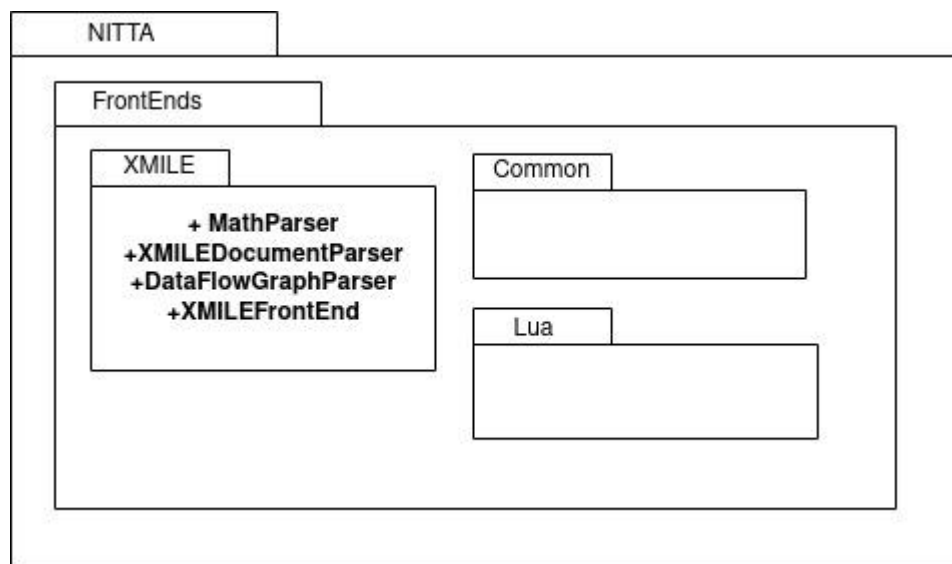 NITTA
FrontEnds
XMILE
+ MathParser
+XMILEDocumentParser
+DataFlowGraphParser
+XMILEFrontEnd
Common
Lua